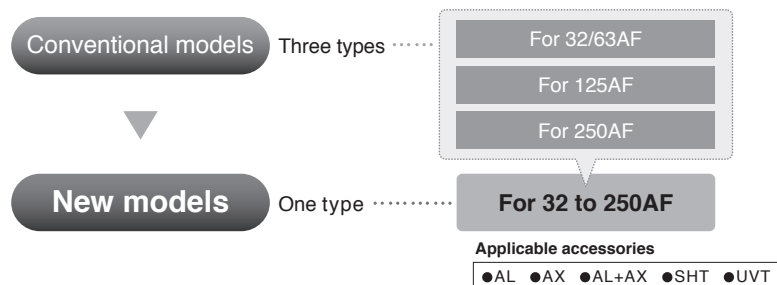 Conventional models
Three types
For 32/63AF
For 125AF
For 250AF
New models
One type
For 32 to 250AF
Applicable accessories
●AL ●AX ●AL+AX ●SHT ●UVT